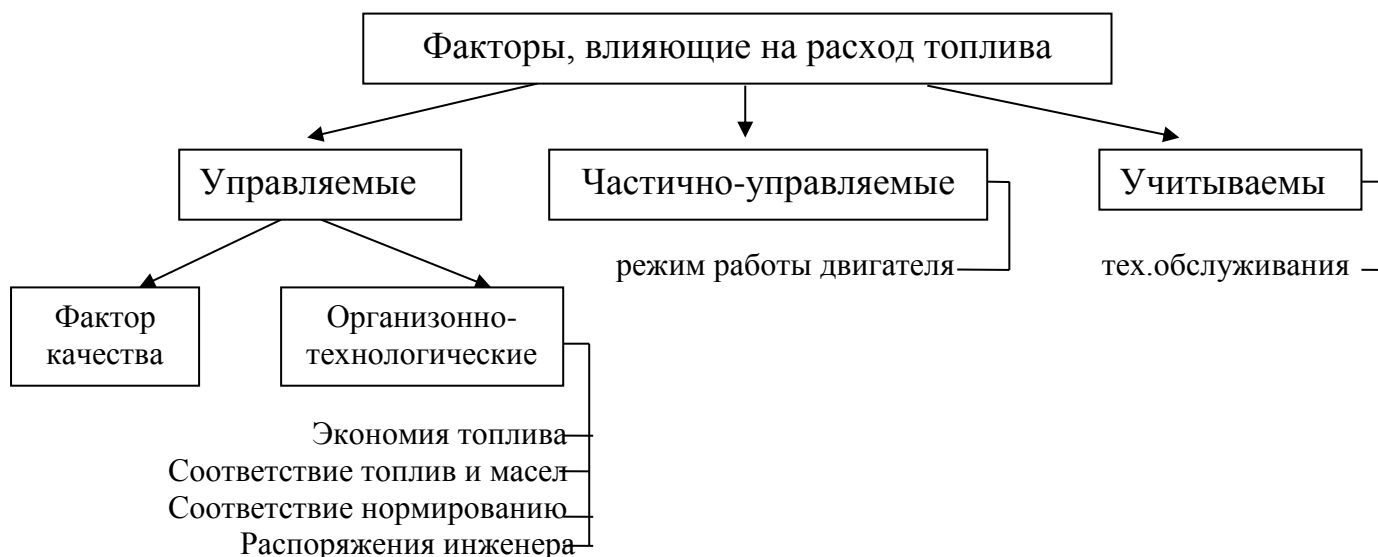 Факторы, влияющие на расход топлива
Управляемые
Частично-управляемые
Учитываемы
режим работы двигателя
тех.обслуживания
Фактор
качества
Организонно-
технологические
Экономия топлива
Соответствие топлив и масел
Соответствие нормированию
Распоряжения инженера